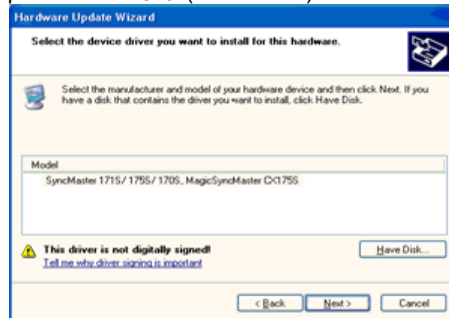 Hardware Update Wizard
Select the device driver you want to install for this hardware.
Select the manufacturer and model of your hardware device and then click Next. If you
have a disk that contains the driver you want to install, click Have Disk.
Model
SyncMaster 171S/ 175S/ 170S, MagicSyncMaster CX175S
This driver is not digitally signed!
Tell me why driver signing is important
Have Disk...
< Back
Next >
Cancel